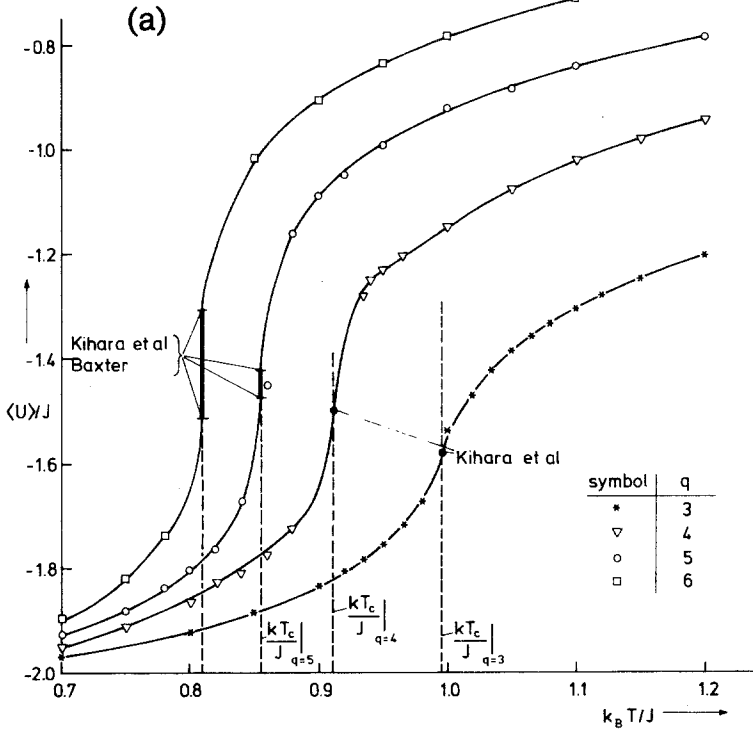 (a)
-0.8
-1.0
-1.2
-1.4
⟨U⟩/J
-1.6
-1.8
-2.0
Kihara et al
Baxter
Kihara et al
symbol q
* 3
▽ 4
○ 5
□ 6
kTc/J|q=5
kTc/J|q=4
kTc/J|q=3
0.7 0.8 0.9 1.0 1.1 1.2
kBT/J